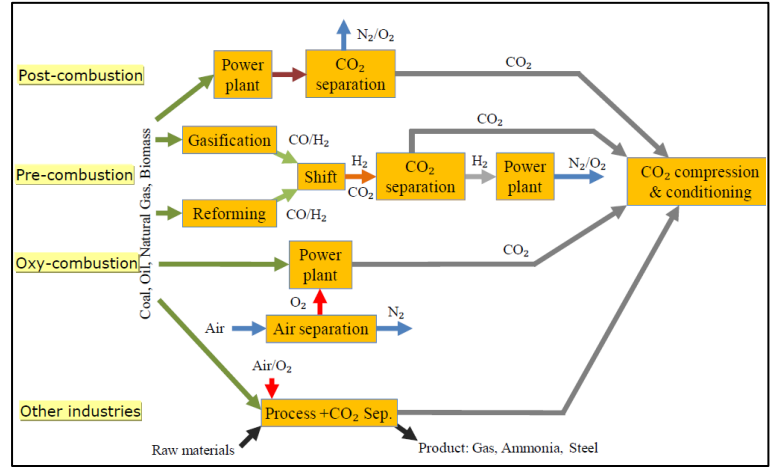 Post-combustion
Power
plant
N₂/O₂
CO₂
separation
CO₂
Pre-combustion
Coal, Oil, Natural Gas, Biomass
Gasification
CO/H₂
Reforming
CO/H₂
Shift
H₂
CO₂
CO₂
separation
CO₂
H₂
Power
plant
N₂/O₂
CO₂ compression
& conditioning
Oxy-combustion
Power
plant
CO₂
O₂
Air
Air separation
N₂
Other industries
Air/O₂
Process +CO₂ Sep.
Raw materials
Product: Gas, Ammonia, Steel